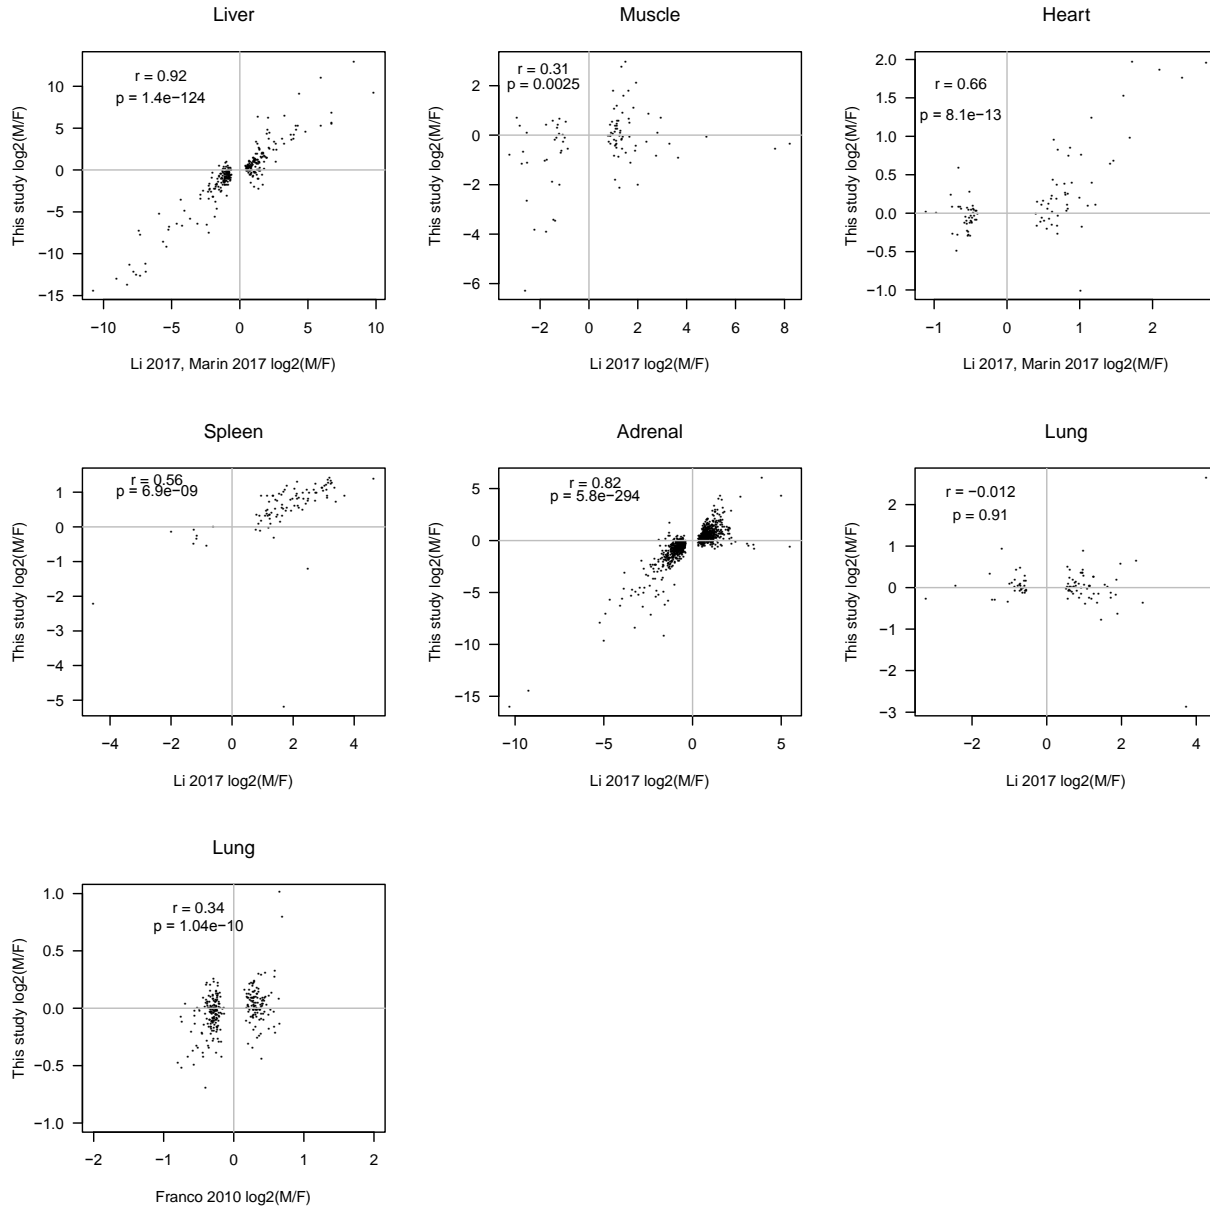 Liver
r = 0.92
p = 1.4e−124
This study log2(M/F)
10
5
0
−5
−10
−15
−10
−5
0
5
10
Li 2017, Marin 2017 log2(M/F)
Muscle
r = 0.31
p = 0.0025
This study log2(M/F)
2
0
−2
−4
−6
−2
0
2
4
6
8
Li 2017 log2(M/F)
Heart
r = 0.66
p = 8.1e−13
This study log2(M/F)
2.0
1.5
1.0
0.5
0.0
−0.5
−1.0
−1
0
1
2
Li 2017, Marin 2017 log2(M/F)
Spleen
r = 0.56
p = 6.9e−09
This study log2(M/F)
1
0
−1
−2
−3
−4
−5
−4
−2
0
2
4
Li 2017 log2(M/F)
Adrenal
r = 0.82
p = 5.8e−294
This study log2(M/F)
5
0
−5
−10
−15
−10
−5
0
5
Li 2017 log2(M/F)
Lung
r = −0.012
p = 0.91
This study log2(M/F)
2
1
0
−1
−2
−3
−2
0
2
4
Li 2017 log2(M/F)
Lung
r = 0.34
p = 1.04e−10
This study log2(M/F)
1.0
0.5
0.0
−0.5
−1.0
−2
−1
0
1
2
Franco 2010 log2(M/F)